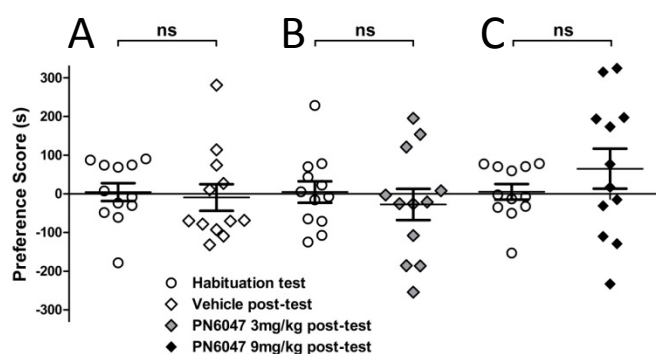 A B C
ns ns ns
Preference Score (s)
300
200
100
0
-100
-200
-300
Habituation test
Vehicle post-test
PN6047 3mg/kg post-test
PN6047 9mg/kg post-test